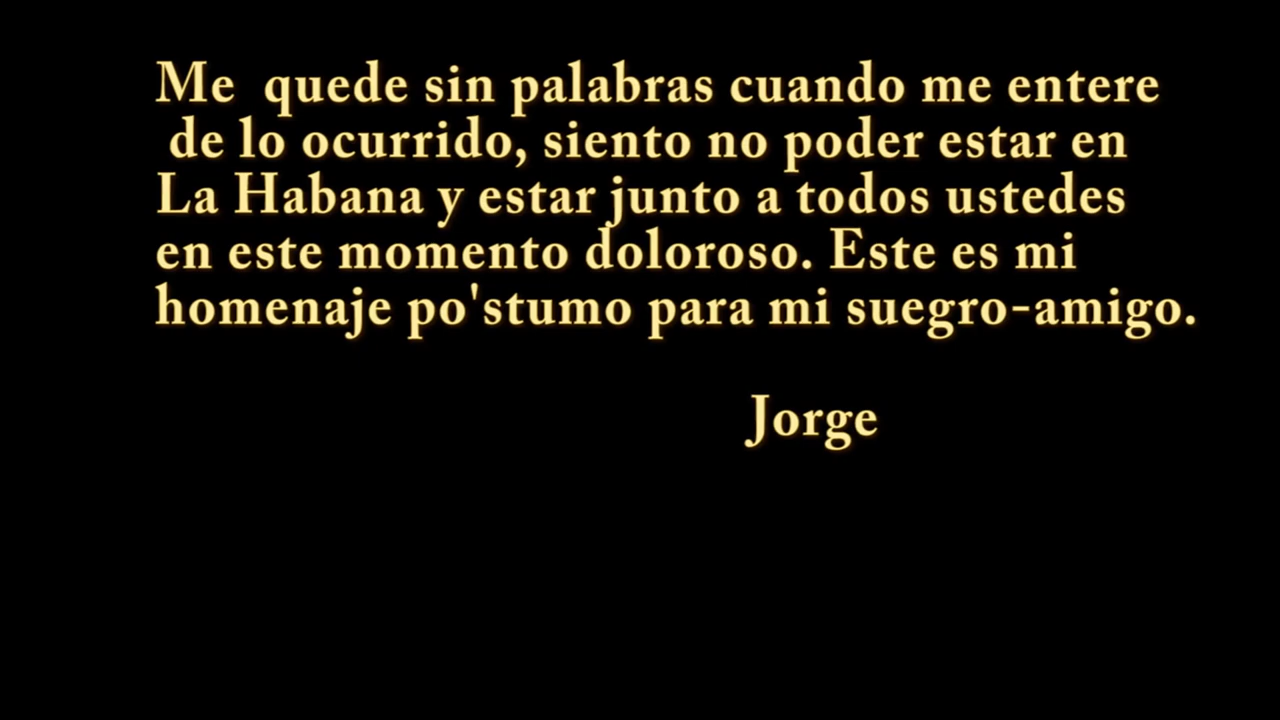 Me  quede sin palabras cuando me entere
de lo ocurrido, siento no poder estar en
La Habana y estar junto a todos ustedes
en este momento doloroso. Este es mi
homenaje po'stumo para mi suegro-amigo.
Jorge